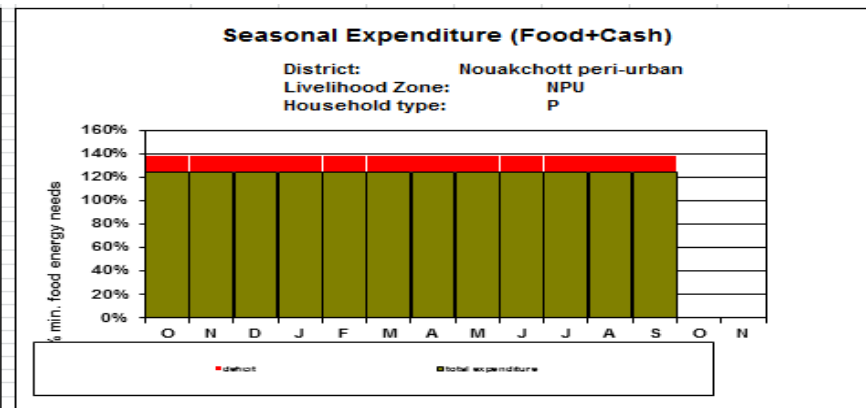 Seasonal Expenditure (Food+Cash)
District: Nouakchott peri-urban
Livelihood Zone: NPU
Household type: P
160%
140%
120%
100%
80%
60%
40%
20%
0%
% min. food energy needs
O N D J F M A M J J A S O N
deficit total expenditure